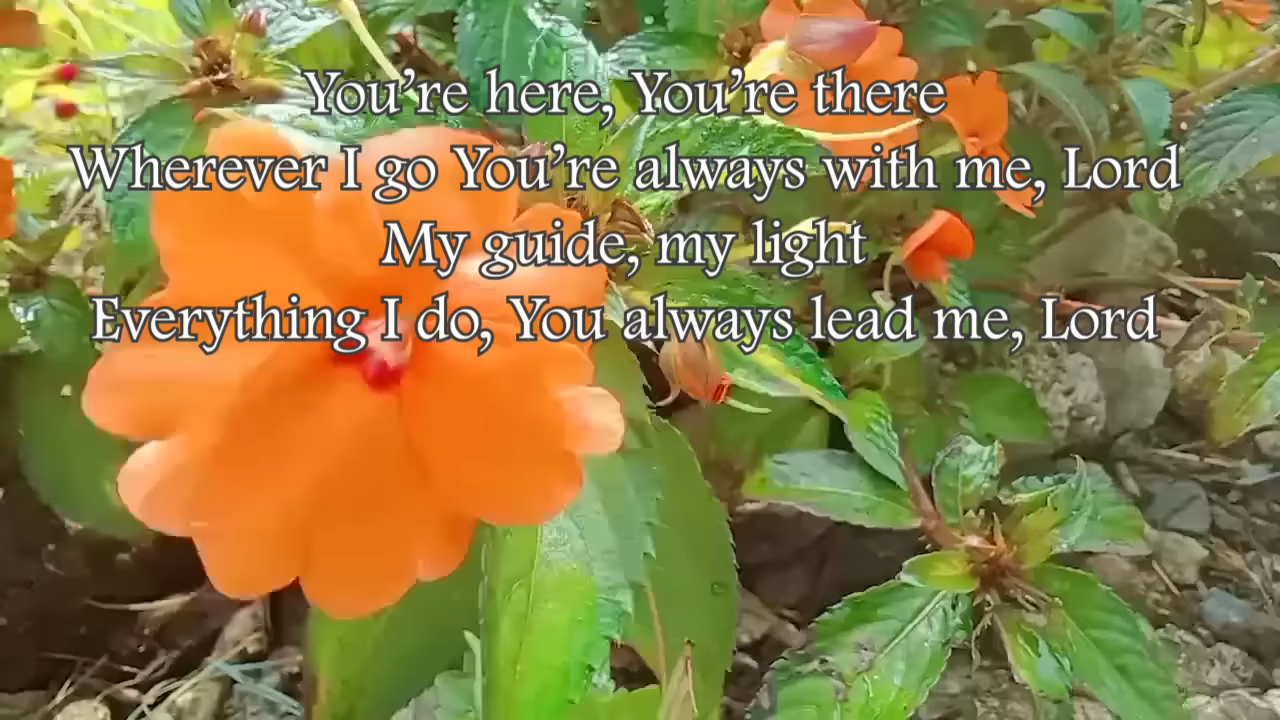 You’re here, You’re there
Wherever I go You’re always with me, Lord
My guide, my light
Everything I do, You always lead me, Lord